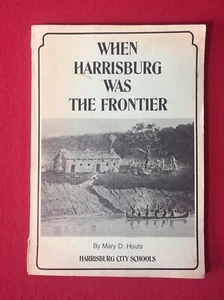 WHEN
HARRISBURG
WAS
THE FRONTIER
By Mary D. Houts
HARRISBURG CITY SCHOOLS